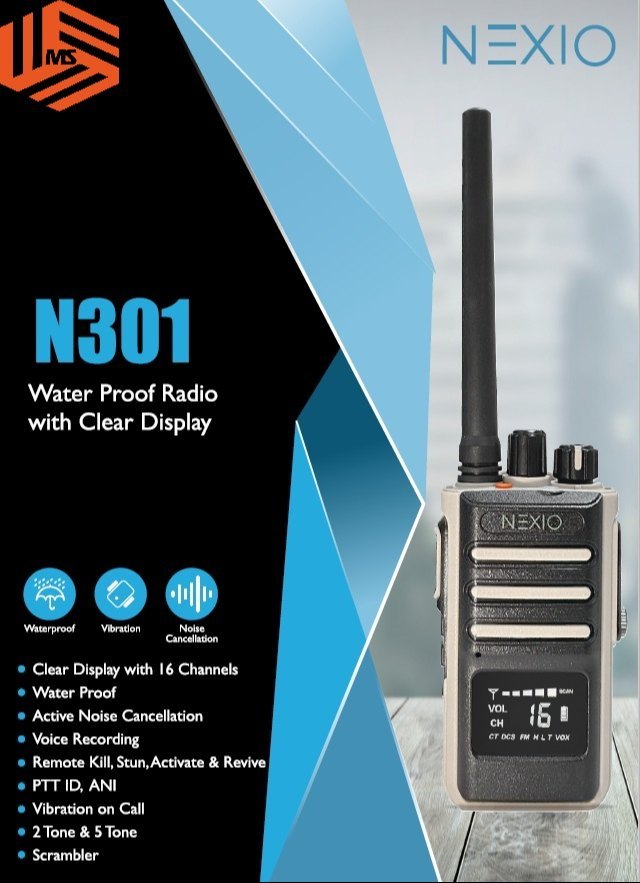 MS
NEXIO
N301
Water Proof Radio
with Clear Display
Waterproof
Vibration
Noise
Cancellation
• Clear Display with 16 Channels
• Water Proof
• Active Noise Cancellation
• Voice Recording
• Remote Kill, Stun, Activate & Revive
• PTT ID, ANI
• Vibration on Call
• 2 Tone & 5 Tone
• Scrambler
NEXIO
SCAN
VOL
CH 16
CT DCS FM H L T VOX